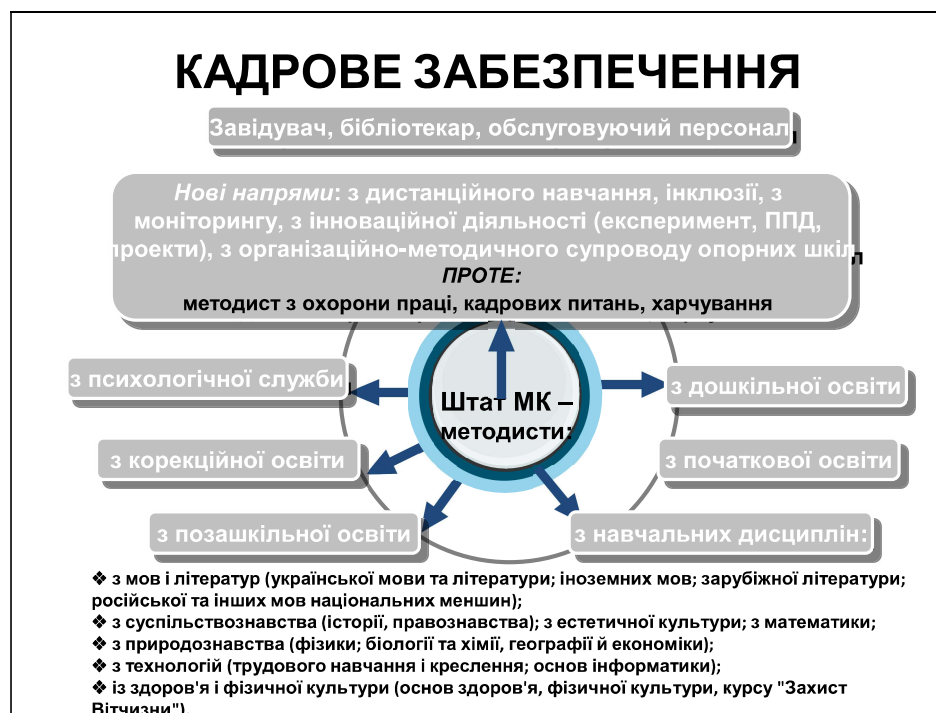 КАДРОВЕ ЗАБЕЗПЕЧЕННЯ
Завідувач, бібліотекар, обслуговуючий персонал
Нові напрями: з дистанційного навчання, інклюзії, з
моніторингу, з інноваційної діяльності (експеримент, ППД,
проекти), з організаційно-методичного супроводу опорних шкіл,
ПРОТЕ:
методист з охорони праці, кадрових питань, харчування
Штат МК –
методисти:
з психологічної служби
з дошкільної освіти
з корекційної освіти
з початкової освіти
з позашкільної освіти
з навчальних дисциплін:
❖ з мов і літератур (української мови та літератури; іноземних мов; зарубіжної літератури;
російської та інших мов національних меншин);
❖ з суспільствознавства (історії, правознавства); з естетичної культури; з математики;
❖ з природознавства (фізики; біології та хімії, географії й економіки);
❖ з технологій (трудового навчання і креслення; основ інформатики);
❖ із здоров'я і фізичної культури (основ здоров'я, фізичної культури, курсу "Захист
Вітчизни").